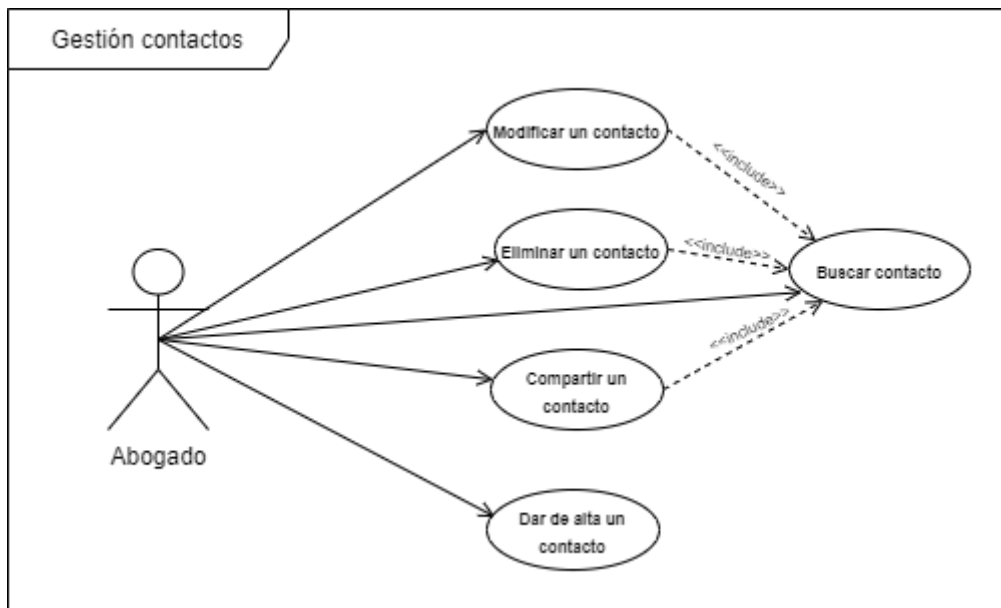 Gestión contactos
Modificar un contacto
<<include>>
Eliminar un contacto
<<include>>
Buscar contacto
<<include>>
Compartir un
contacto
Abogado
Dar de alta un
contacto